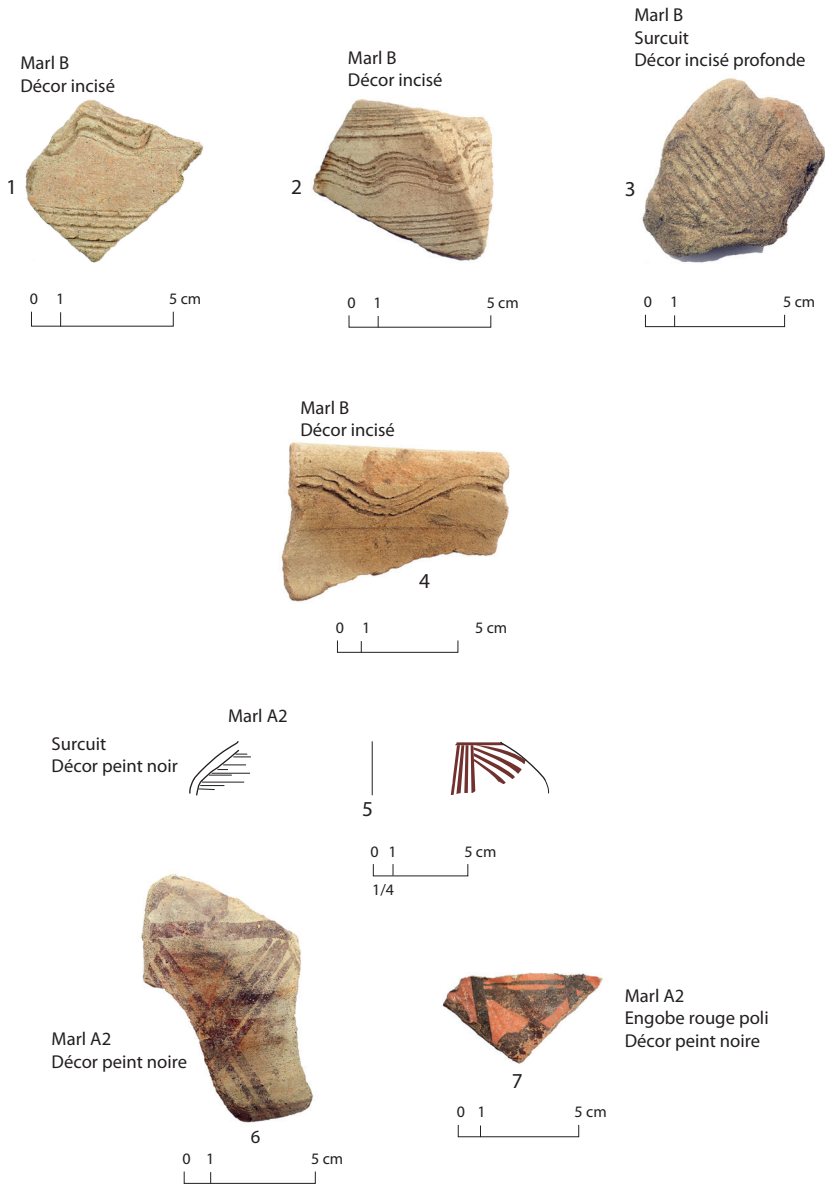 Marl B
Décor incisé
1
0 1 5 cm
Marl B
Décor incisé
2
0 1 5 cm
Marl B
Surcuit
Décor incisé profonde
3
0 1 5 cm
Marl B
Décor incisé
4
0 1 5 cm
Marl A2
Surcuit
Décor peint noir
5
0 1 5 cm
1/4
Marl A2
Décor peint noire
6
0 1 5 cm
Marl A2
Engobe rouge poli
Décor peint noire
7
0 1 5 cm